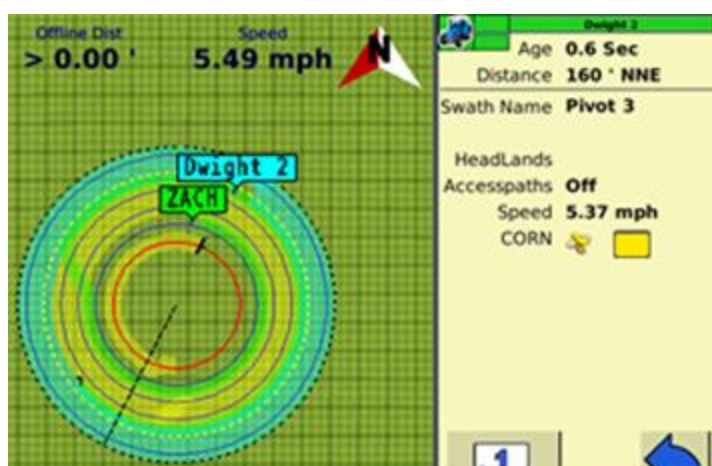 Offline Dist
> 0.00 '
Speed
5.49 mph
N
Dwight 2
ZACH
Dwight 2
Age 0.6 Sec
Distance 160 ' NNE
Swath Name Pivot 3
HeadLands
Accesspaths Off
Speed 5.37 mph
CORN
1